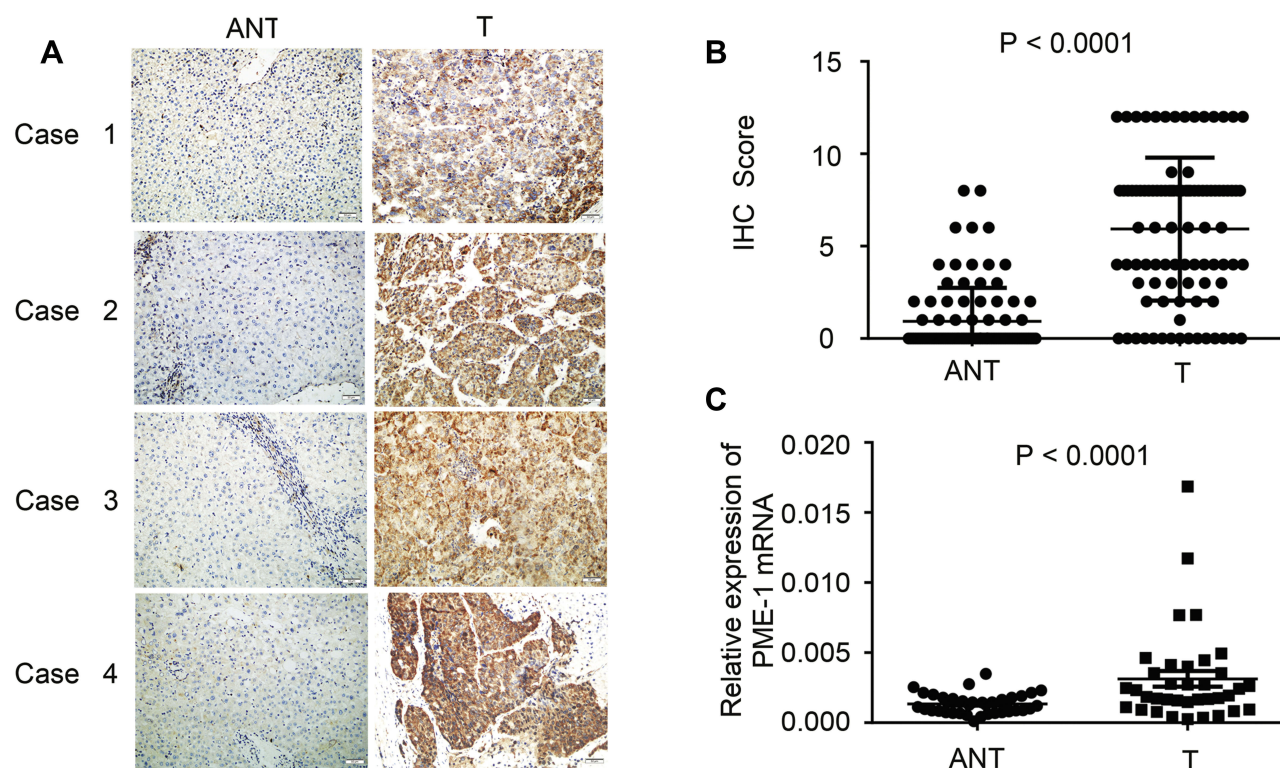 A
ANT
T
Case 1
Case 2
Case 3
Case 4
B
P < 0.0001
IHC Score
15
10
5
0
ANT
T
C
P < 0.0001
Relative expression of
PME-1 mRNA
0.020
0.015
0.010
0.005
0.000
ANT
T